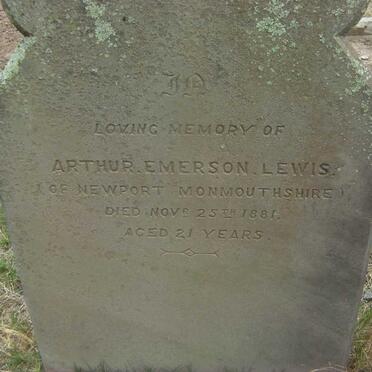 IN
LOVING MEMORY OF
ARTHUR. EMERSON. LEWIS.
(OF NEWPORT MONMOUTHSHIRE)
DIED NOVR 25TH 1881.
AGED 21 YEARS.